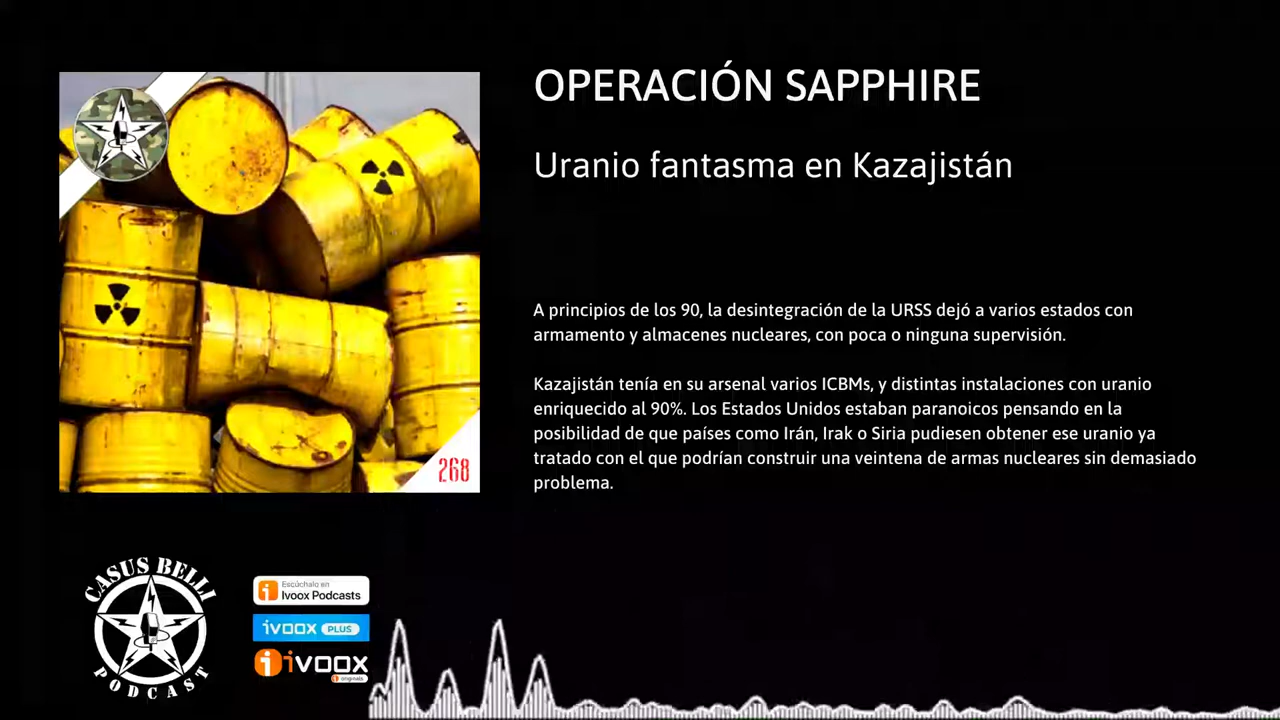 OPERACIÓN SAPPHIRE
Uranio fantasma en Kazajistán
A principios de los 90, la desintegración de la URSS dejó a varios estados con
armamento y almacenes nucleares, con poca o ninguna supervisión.
Kazajistán tenía en su arsenal varios ICBMs, y distintas instalaciones con uranio
enriquecido al 90%. Los Estados Unidos estaban paranoicos pensando en la
posibilidad de que países como Irán, Irak o Siria pudiesen obtener ese uranio ya
tratado con el que podrían construir una veintena de armas nucleares sin demasiado
problema.
268
CASUS BELLI
PODCAST
Escúchalo en
Ivoox Podcasts
iVOOX PLUS
iVOOX
originals